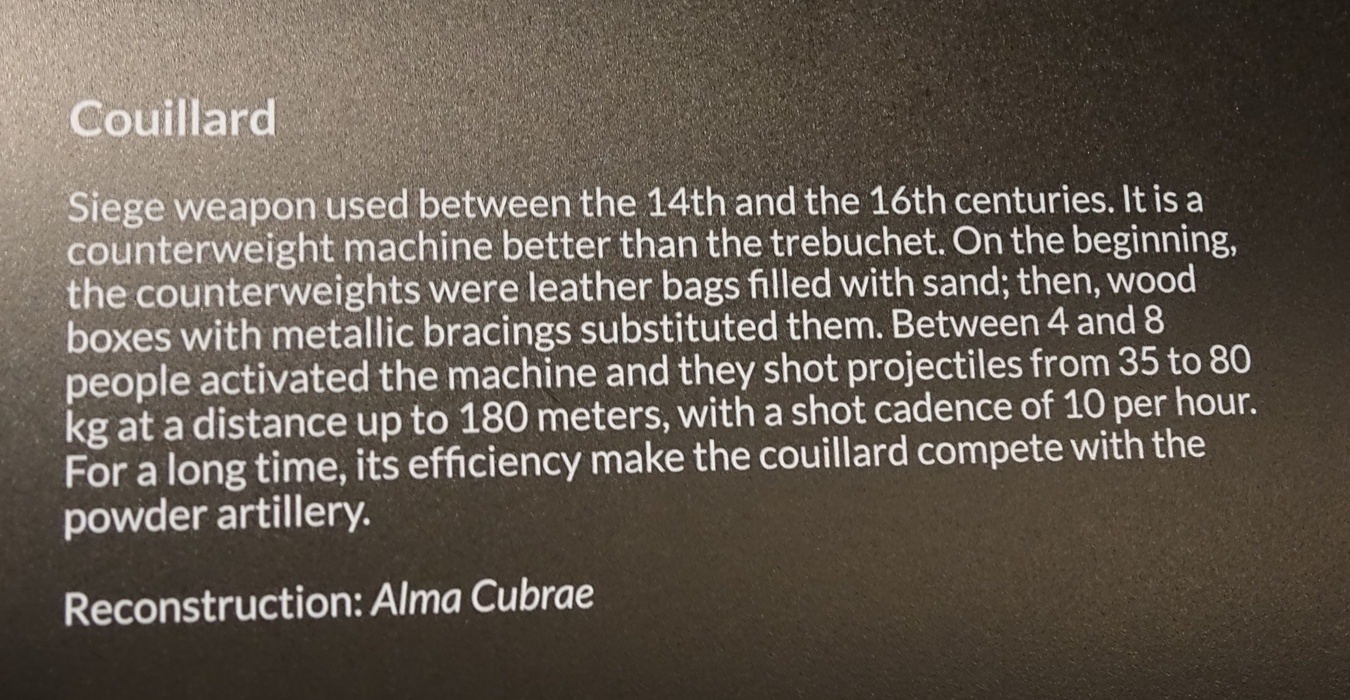 Couillard
Siege weapon used between the 14th and the 16th centuries. It is a
counterweight machine better than the trebuchet. On the beginning,
the counterweights were leather bags filled with sand; then, wood
boxes with metallic bracings substituted them. Between 4 and 8
people activated the machine and they shot projectiles from 35 to 80
kg at a distance up to 180 meters, with a shot cadence of 10 per hour.
For a long time, its efficiency make the couillard compete with the
powder artillery.
Reconstruction: Alma Cubrae